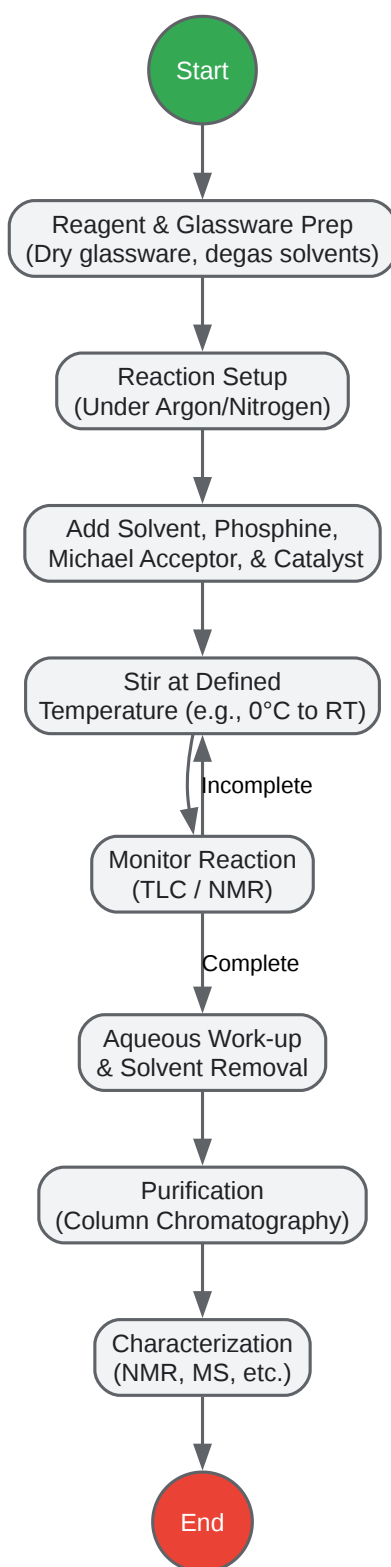 Start
Reagent & Glassware Prep
(Dry glassware, degas solvents)
Reaction Setup
(Under Argon/Nitrogen)
Add Solvent, Phosphine,
Michael Acceptor, & Catalyst
Stir at Defined
Temperature (e.g., 0°C to RT)
Incomplete
Monitor Reaction
(TLC / NMR)
Complete
Aqueous Work-up
& Solvent Removal
Purification
(Column Chromatography)
Characterization
(NMR, MS, etc.)
End